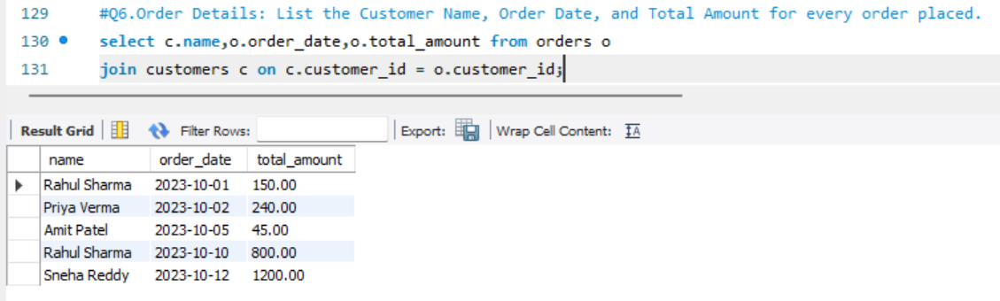 129 #Q6.Order Details: List the Customer Name, Order Date, and Total Amount for every order placed.
130 select c.name,o.order_date,o.total_amount from orders o
131 join customers c on c.customer_id = o.customer_id;
Result Grid Filter Rows: Export: Wrap Cell Content: IA
name order_date total_amount
Rahul Sharma 2023-10-01 150.00
Priya Verma 2023-10-02 240.00
Amit Patel 2023-10-05 45.00
Rahul Sharma 2023-10-10 800.00
Sneha Reddy 2023-10-12 1200.00